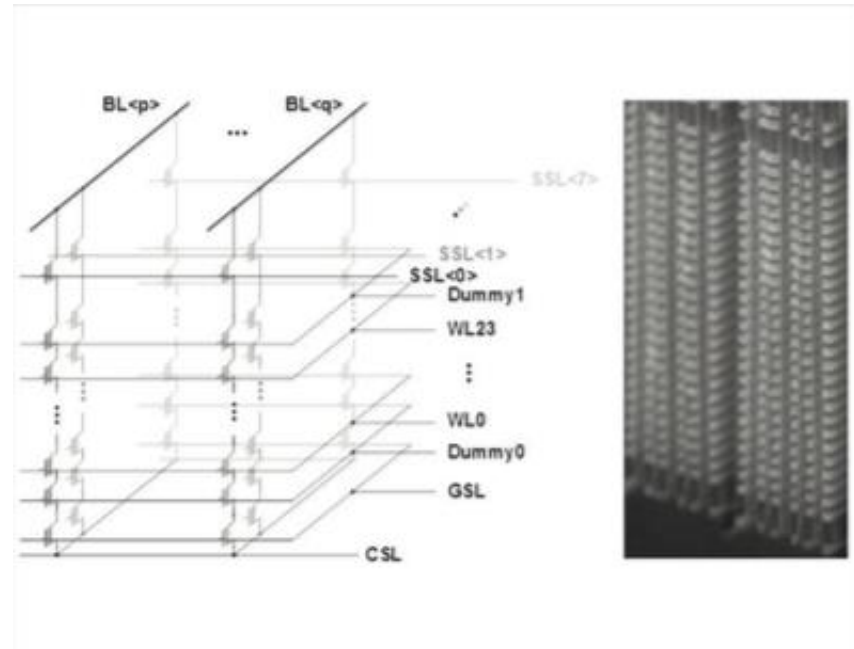 BL<p>
BL<q>
SSL<7>
SSL<1>
SSL<0>
Dummy1
WL23
WL0
Dummy0
GSL
CSL